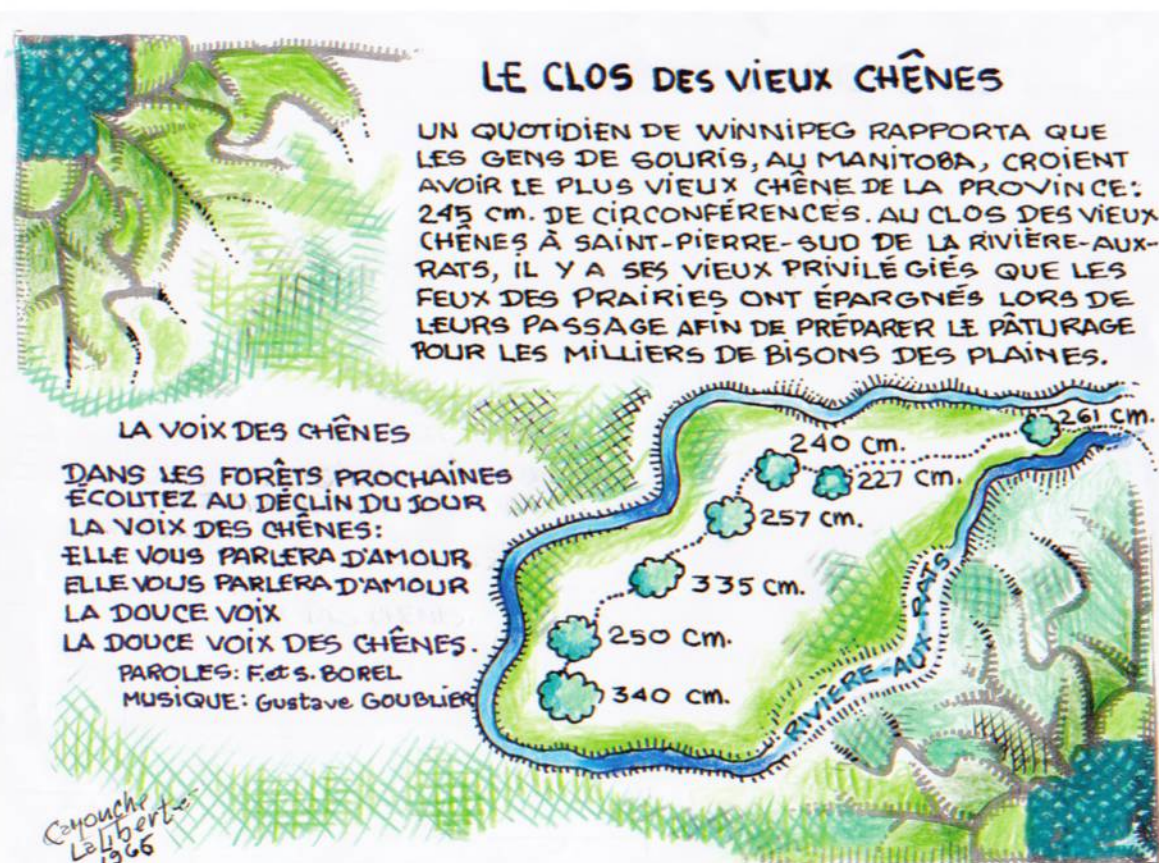 LE CLOS DES VIEUX CHÊNES
UN QUOTIDIEN DE WINNIPEG RAPPORTA QUE
LES GENS DE SOURIS, AU MANITOBA, CROIENT
AVOIR LE PLUS VIEUX CHÊNE DE LA PROVINCE:
245 cm. DE CIRCONFÉRENCES. AU CLOS DES VIEUX
CHÊNES À SAINT-PIERRE-SUD DE LA RIVIÈRE-AUX-
RATS, IL Y A SES VIEUX PRIVILÉGIÉS QUE LES
FEUX DES PRAIRIES ONT ÉPARGNÉS LORS DE
LEURS PASSAGE AFIN DE PRÉPARER LE PÂTURAGE
POUR LES MILLIERS DE BISONS DES PLAINES.
LA VOIX DES CHÊNES
DANS LES FORÊTS PROCHAINES
ÉCOUTEZ AU DÉCLIN DU JOUR
LA VOIX DES CHÊNES:
ELLE VOUS PARLERA D'AMOUR
ELLE VOUS PARLERA D'AMOUR
LA DOUCE VOIX
LA DOUCE VOIX DES CHÊNES.
PAROLES: F. et S. BOREL
MUSIQUE: Gustave GOUBLIER
261 cm.
240 cm.
227 cm.
257 cm.
335 cm.
250 cm.
340 cm.
RIVIÈRE-AUX-RATS
Cayouche
La Liberté
1966